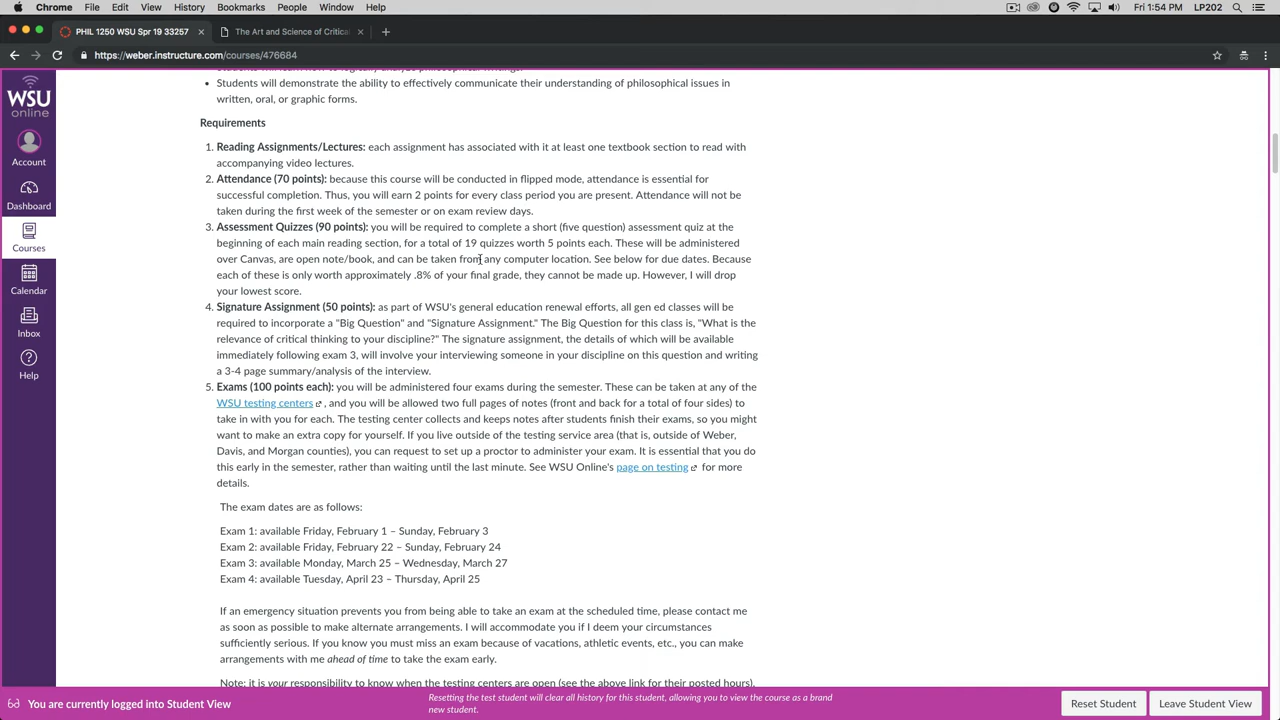 Chrome File Edit View History Bookmarks People Window Help
Fri 1:54 PM LP202
PHIL 1250 WSU Spr 19 33257
The Art and Science of Critical
https://weber.instructure.com/courses/476684
WSU
online
Account
Dashboard
Courses
Calendar
Inbox
Help
Students will learn how to logically analyze philosophical writings.
• Students will demonstrate the ability to effectively communicate their understanding of philosophical issues in
written, oral, or graphic forms.
Requirements
1. Reading Assignments/Lectures: each assignment has associated with it at least one textbook section to read with
accompanying video lectures.
2. Attendance (70 points): because this course will be conducted in flipped mode, attendance is essential for
successful completion. Thus, you will earn 2 points for every class period you are present. Attendance will not be
taken during the first week of the semester or on exam review days.
3. Assessment Quizzes (90 points): you will be required to complete a short (five question) assessment quiz at the
beginning of each main reading section, for a total of 19 quizzes worth 5 points each. These will be administered
over Canvas, are open note/book, and can be taken from any computer location. See below for due dates. Because
each of these is only worth approximately .8% of your final grade, they cannot be made up. However, I will drop
your lowest score.
4. Signature Assignment (50 points): as part of WSU's general education renewal efforts, all gen ed classes will be
required to incorporate a "Big Question" and "Signature Assignment." The Big Question for this class is, "What is the
relevance of critical thinking to your discipline?" The signature assignment, the details of which will be available
immediately following exam 3, will involve your interviewing someone in your discipline on this question and writing
a 3-4 page summary/analysis of the interview.
5. Exams (100 points each): you will be administered four exams during the semester. These can be taken at any of the
WSU testing centers , and you will be allowed two full pages of notes (front and back for a total of four sides) to
take in with you for each. The testing center collects and keeps notes after students finish their exams, so you might
want to make an extra copy for yourself. If you live outside of the testing service area (that is, outside of Weber,
Davis, and Morgan counties), you can request to set up a proctor to administer your exam. It is essential that you do
this early in the semester, rather than waiting until the last minute. See WSU Online's page on testing for more
details.
The exam dates are as follows:
Exam 1: available Friday, February 1 – Sunday, February 3
Exam 2: available Friday, February 22 – Sunday, February 24
Exam 3: available Monday, March 25 – Wednesday, March 27
Exam 4: available Tuesday, April 23 – Thursday, April 25
If an emergency situation prevents you from being able to take an exam at the scheduled time, please contact me
as soon as possible to make alternate arrangements. I will accommodate you if I deem your circumstances
sufficiently serious. If you know you must miss an exam because of vacations, athletic events, etc., you can make
arrangements with me ahead of time to take the exam early.
Note: it is your responsibility to know when the testing centers are open (see the above link for their posted hours).
You are currently logged into Student View
Resetting the test student will clear all history for this student, allowing you to view the course as a brand
new student.
Reset Student
Leave Student View